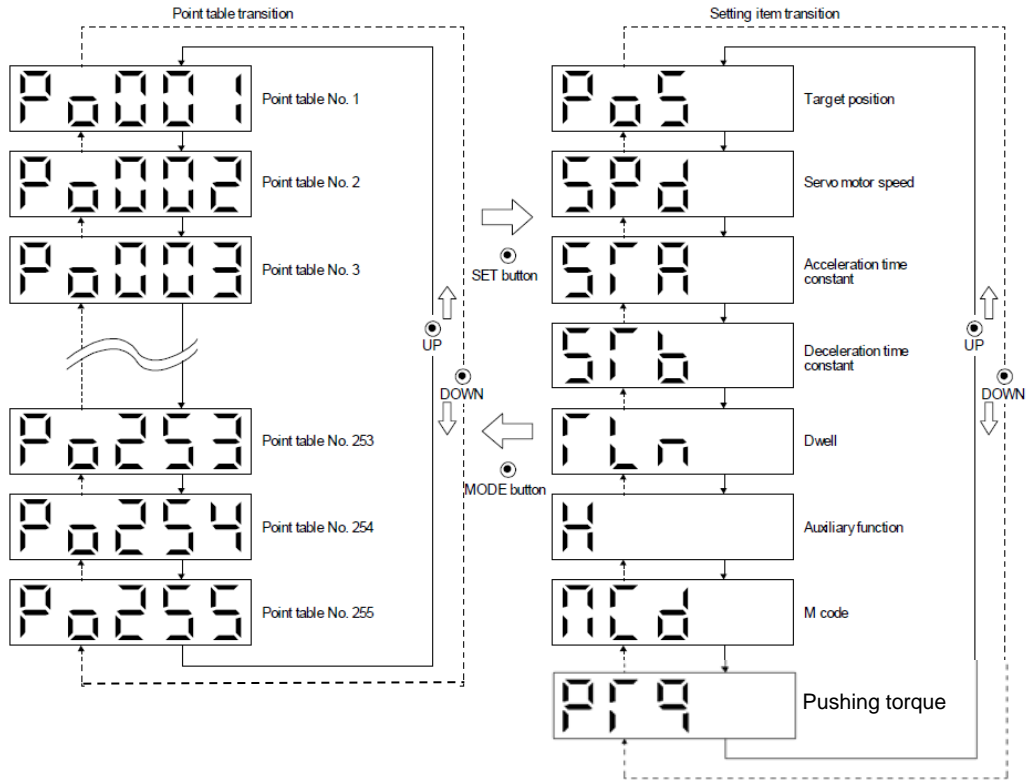 Point table transition
Setting item transition
Po001
Point table No. 1
Po002
Point table No. 2
Po003
Point table No. 3
Po253
Point table No. 253
Po254
Point table No. 254
Po255
Point table No. 255
UP
DOWN
SET button
MODE button
PoS
Target position
SPd
Servo motor speed
STA
Acceleration time
constant
STb
Deceleration time
constant
TLn
Dwell
H
Auxiliary function
MCd
M code
PTq
Pushing torque
UP
DOWN